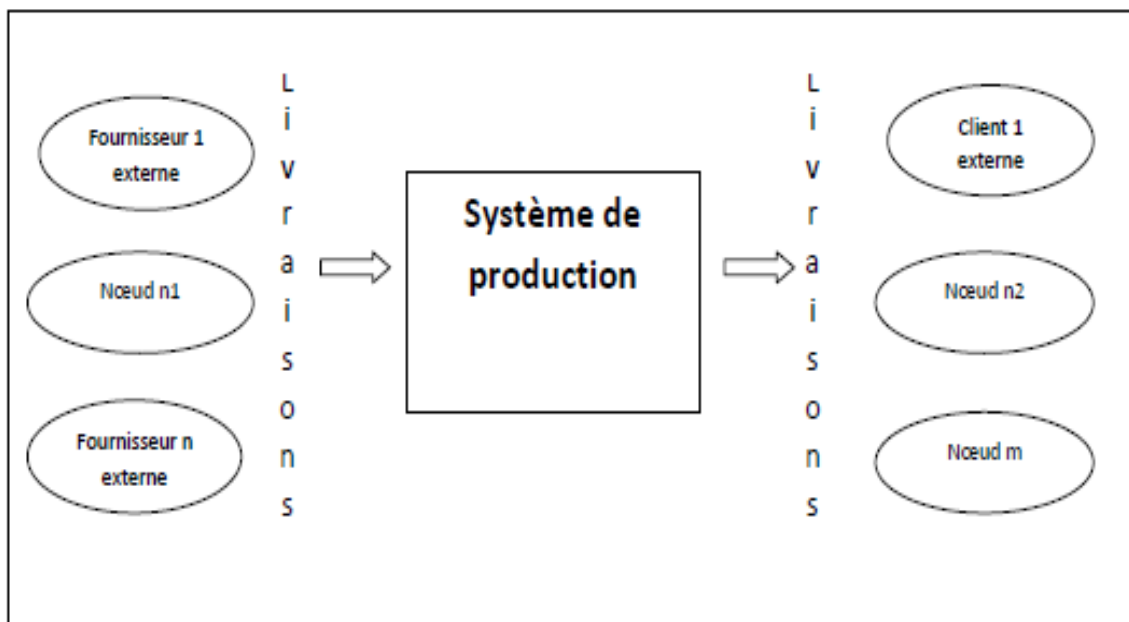 Fournisseur 1
externe
Nœud n1
Fournisseur n
externe
Livraisons
Système de
production
Livraisons
Client 1
externe
Nœud n2
Nœud m